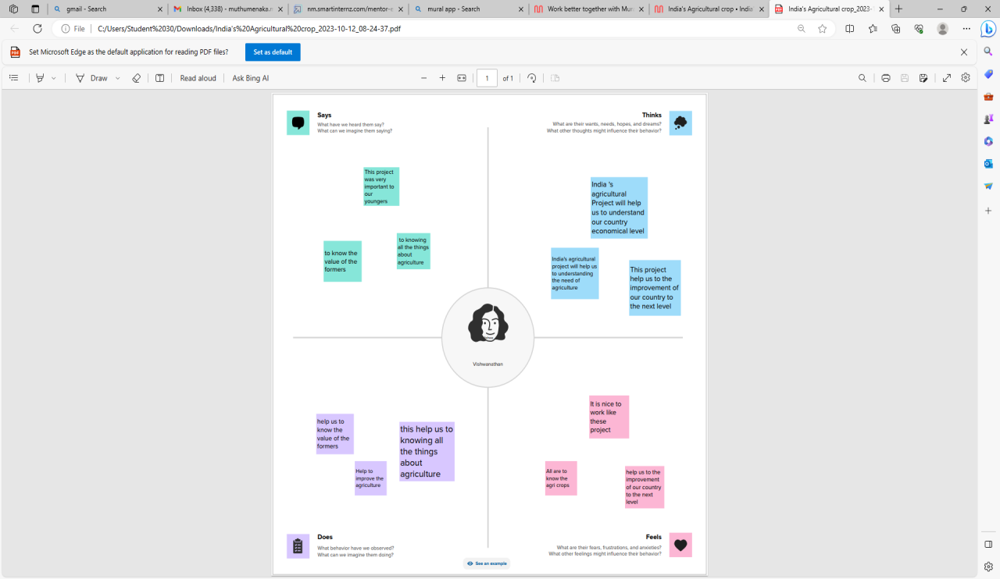 gmail - Search
Inbox (4,338) - muthumenaka.
nm.smartinternz.com/mentor-e
mural app - Search
Work better together with Mur
India's Agricultural crop • India
India's Agricultural crop_2023-1
File
C:/Users/Student%2030/Downloads/India's%20Agricultural%20crop_2023-10-12_08-24-37.pdf
Set Microsoft Edge as the default application for reading PDF files?
Set as default
Draw
Read aloud
Ask Bing AI
1
of 1
Says
What have we heard them say?
What can we imagine them saying?
Thinks
What are their wants, needs, hopes, and dreams?
What other thoughts might influence their behavior?
This project
was very
important to
our
youngers
to know the
value of the
formers
to knowing
all the things
about
agriculture
India 's
agricultural
Project will help
us to understand
our country
economical level
India's agricultural
project will help us
to understanding
the need of
agriculture
This project
help us to the
improvement of
our country to
the next level
Vishwanathan
help us to
know the
value of the
formers
Help to
improve the
agriculture
this help us to
knowing all
the things
about
agriculture
It is nice to
work like
these
project
All are to
know the
agri crops
help us to the
improvement
of our country
to the next
level
Does
What behavior have we observed?
What can we imagine them doing?
Feels
What are their fears, frustrations, and anxieties?
What other feelings might influence their behavior?
See an example